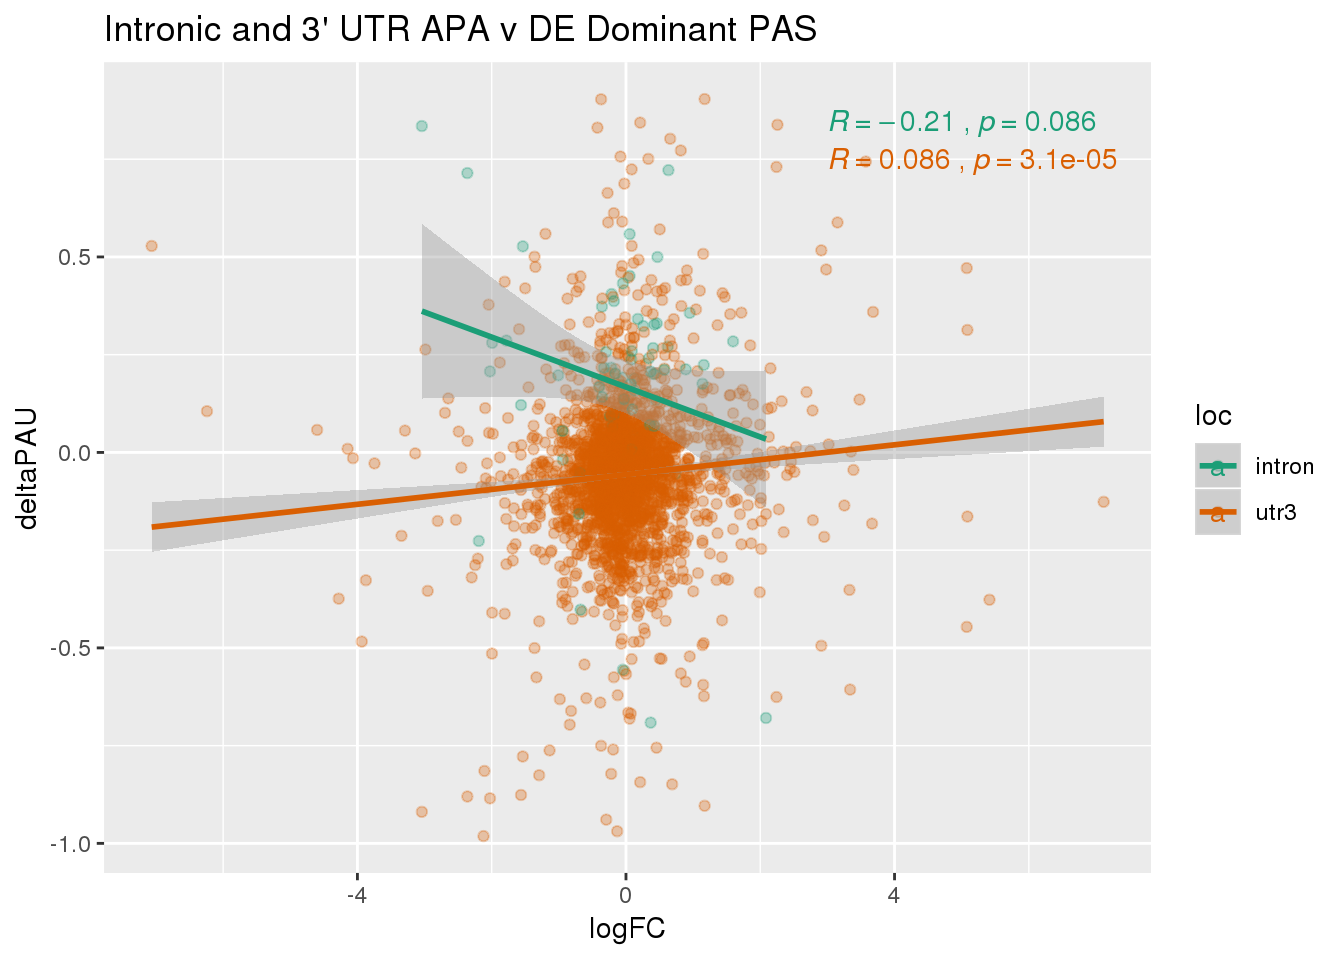 Intronic and 3' UTR APA v DE Dominant PAS
R = −0.21 , p = 0.086
R = 0.086 , p = 3.1e-05
0.5
0.0
-0.5
-1.0
deltaPAU
-4
0
4
logFC
loc
a intron
a utr3